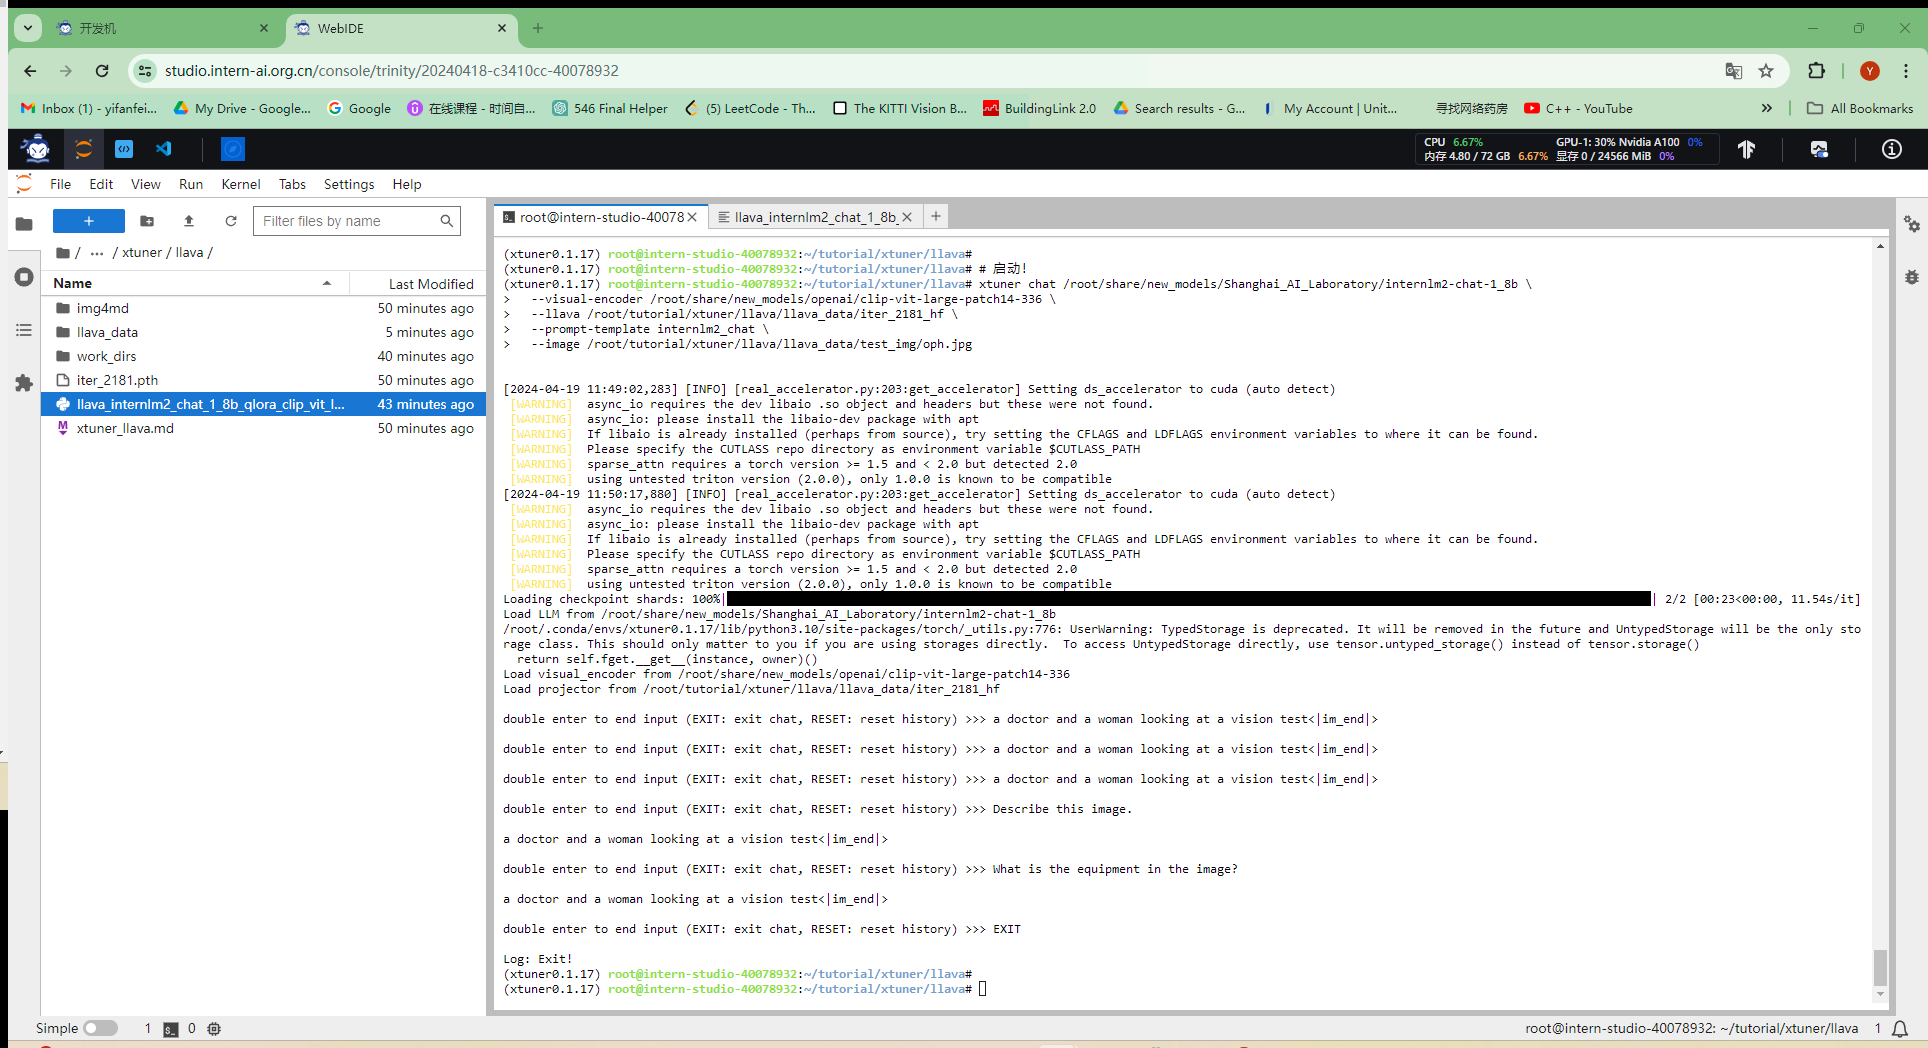 开发机
WebIDE
studio.intern-ai.org.cn/console/trinity/20240418-c3410cc-40078932
Y
Inbox (1) - yifanfei...
My Drive - Google...
Google
在线课程 - 时间自...
546 Final Helper
(5) LeetCode - Th...
The KITTI Vision B...
BuildingLink 2.0
Search results - G...
My Account | Unit...
寻找网络药房
C++ - YouTube
All Bookmarks
CPU 6.67% GPU-1: 30% Nvidia A100 0%
内存 4.80 / 72 GB 6.67% 显存 0 / 24566 MiB 0%
File Edit View Run Kernel Tabs Settings Help
Filter files by name
/ ... / xtuner / llava /
Name Last Modified
img4md 50 minutes ago
llava_data 5 minutes ago
work_dirs 40 minutes ago
iter_2181.pth 50 minutes ago
llava_internlm2_chat_1_8b_qlora_clip_vit_l... 43 minutes ago
xtuner_llava.md 50 minutes ago
root@intern-studio-40078
llava_internlm2_chat_1_8b_
(xtuner0.1.17) root@intern-studio-40078932:~/tutorial/xtuner/llava#
(xtuner0.1.17) root@intern-studio-40078932:~/tutorial/xtuner/llava# # 启动!
(xtuner0.1.17) root@intern-studio-40078932:~/tutorial/xtuner/llava# xtuner chat /root/share/new_models/Shanghai_AI_Laboratory/internlm2-chat-1_8b \
> --visual-encoder /root/share/new_models/openai/clip-vit-large-patch14-336 \
> --llava /root/tutorial/xtuner/llava/llava_data/iter_2181_hf \
> --prompt-template internlm2_chat \
> --image /root/tutorial/xtuner/llava/llava_data/test_img/oph.jpg
[2024-04-19 11:49:02,283] [INFO] [real_accelerator.py:203:get_accelerator] Setting ds_accelerator to cuda (auto detect)
[WARNING] async_io requires the dev libaio .so object and headers but these were not found.
[WARNING] async_io: please install the libaio-dev package with apt
[WARNING] If libaio is already installed (perhaps from source), try setting the CFLAGS and LDFLAGS environment variables to where it can be found.
[WARNING] Please specify the CUTLASS repo directory as environment variable $CUTLASS_PATH
[WARNING] sparse_attn requires a torch version >= 1.5 and < 2.0 but detected 2.0
[WARNING] using untested triton version (2.0.0), only 1.0.0 is known to be compatible
[2024-04-19 11:50:17,880] [INFO] [real_accelerator.py:203:get_accelerator] Setting ds_accelerator to cuda (auto detect)
[WARNING] async_io requires the dev libaio .so object and headers but these were not found.
[WARNING] async_io: please install the libaio-dev package with apt
[WARNING] If libaio is already installed (perhaps from source), try setting the CFLAGS and LDFLAGS environment variables to where it can be found.
[WARNING] Please specify the CUTLASS repo directory as environment variable $CUTLASS_PATH
[WARNING] sparse_attn requires a torch version >= 1.5 and < 2.0 but detected 2.0
[WARNING] using untested triton version (2.0.0), only 1.0.0 is known to be compatible
Loading checkpoint shards: 100%| | 2/2 [00:23<00:00, 11.54s/it]
Load LLM from /root/share/new_models/Shanghai_AI_Laboratory/internlm2-chat-1_8b
/root/.conda/envs/xtuner0.1.17/lib/python3.10/site-packages/torch/_utils.py:776: UserWarning: TypedStorage is deprecated. It will be removed in the future and UntypedStorage will be the only sto
rage class. This should only matter to you if you are using storages directly. To access UntypedStorage directly, use tensor.untyped_storage() instead of tensor.storage()
return self.fget.__get__(instance, owner)()
Load visual_encoder from /root/share/new_models/openai/clip-vit-large-patch14-336
Load projector from /root/tutorial/xtuner/llava/llava_data/iter_2181_hf
double enter to end input (EXIT: exit chat, RESET: reset history) >>> a doctor and a woman looking at a vision test<|im_end|>
double enter to end input (EXIT: exit chat, RESET: reset history) >>> a doctor and a woman looking at a vision test<|im_end|>
double enter to end input (EXIT: exit chat, RESET: reset history) >>> a doctor and a woman looking at a vision test<|im_end|>
double enter to end input (EXIT: exit chat, RESET: reset history) >>> Describe this image.
a doctor and a woman looking at a vision test<|im_end|>
double enter to end input (EXIT: exit chat, RESET: reset history) >>> What is the equipment in the image?
a doctor and a woman looking at a vision test<|im_end|>
double enter to end input (EXIT: exit chat, RESET: reset history) >>> EXIT
Log: Exit!
(xtuner0.1.17) root@intern-studio-40078932:~/tutorial/xtuner/llava#
(xtuner0.1.17) root@intern-studio-40078932:~/tutorial/xtuner/llava#
Simple 1 0
root@intern-studio-40078932: ~/tutorial/xtuner/llava 1